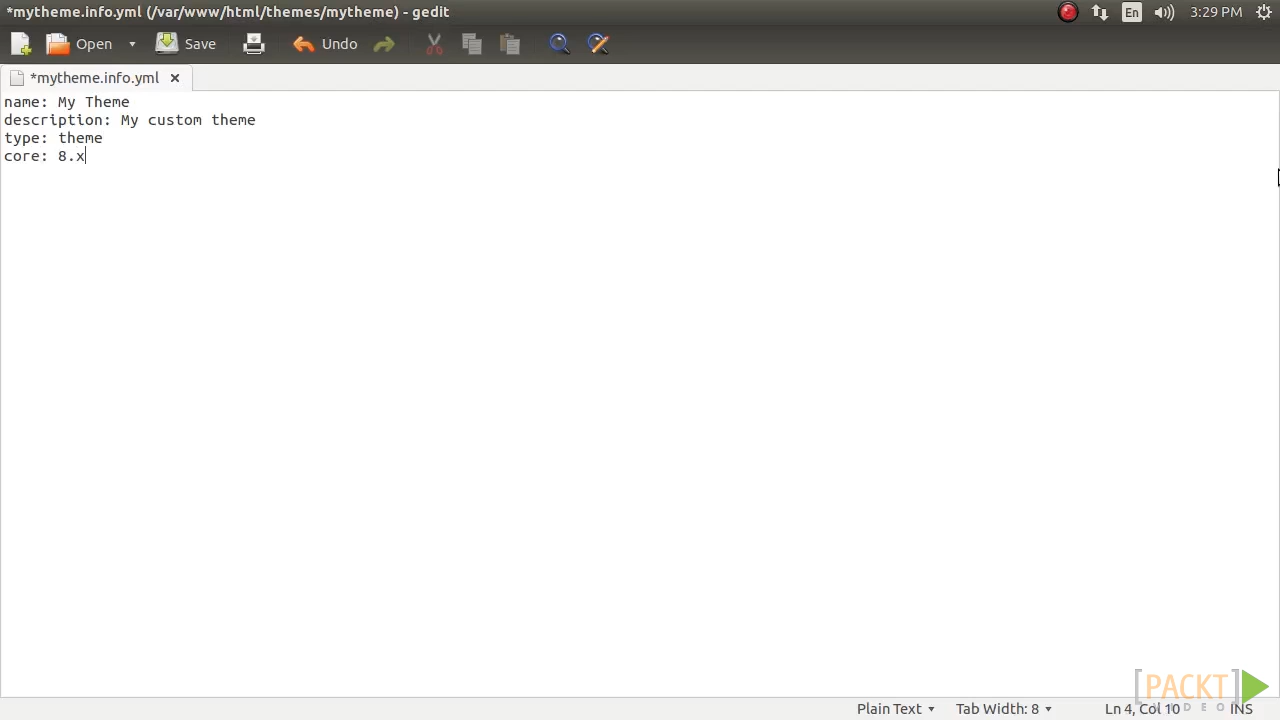 *mytheme.info.yml (/var/www/html/themes/mytheme) - gedit
En 3:29 PM
Open Save Undo
*mytheme.info.yml
name: My Theme
description: My custom theme
type: theme
core: 8.x
[PACKT]
VIDEO
Plain Text Tab Width: 8 Ln 4, Col 10 INS